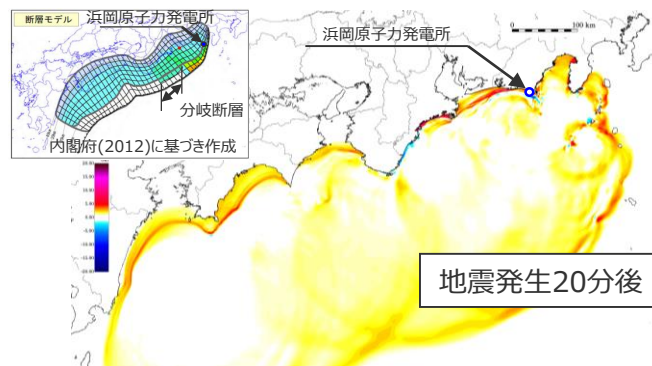 断層モデル
浜岡原子力発電所
分岐断層
内閣府(2012)に基づき作成
浜岡原子力発電所
0 100 km
地震発生20分後